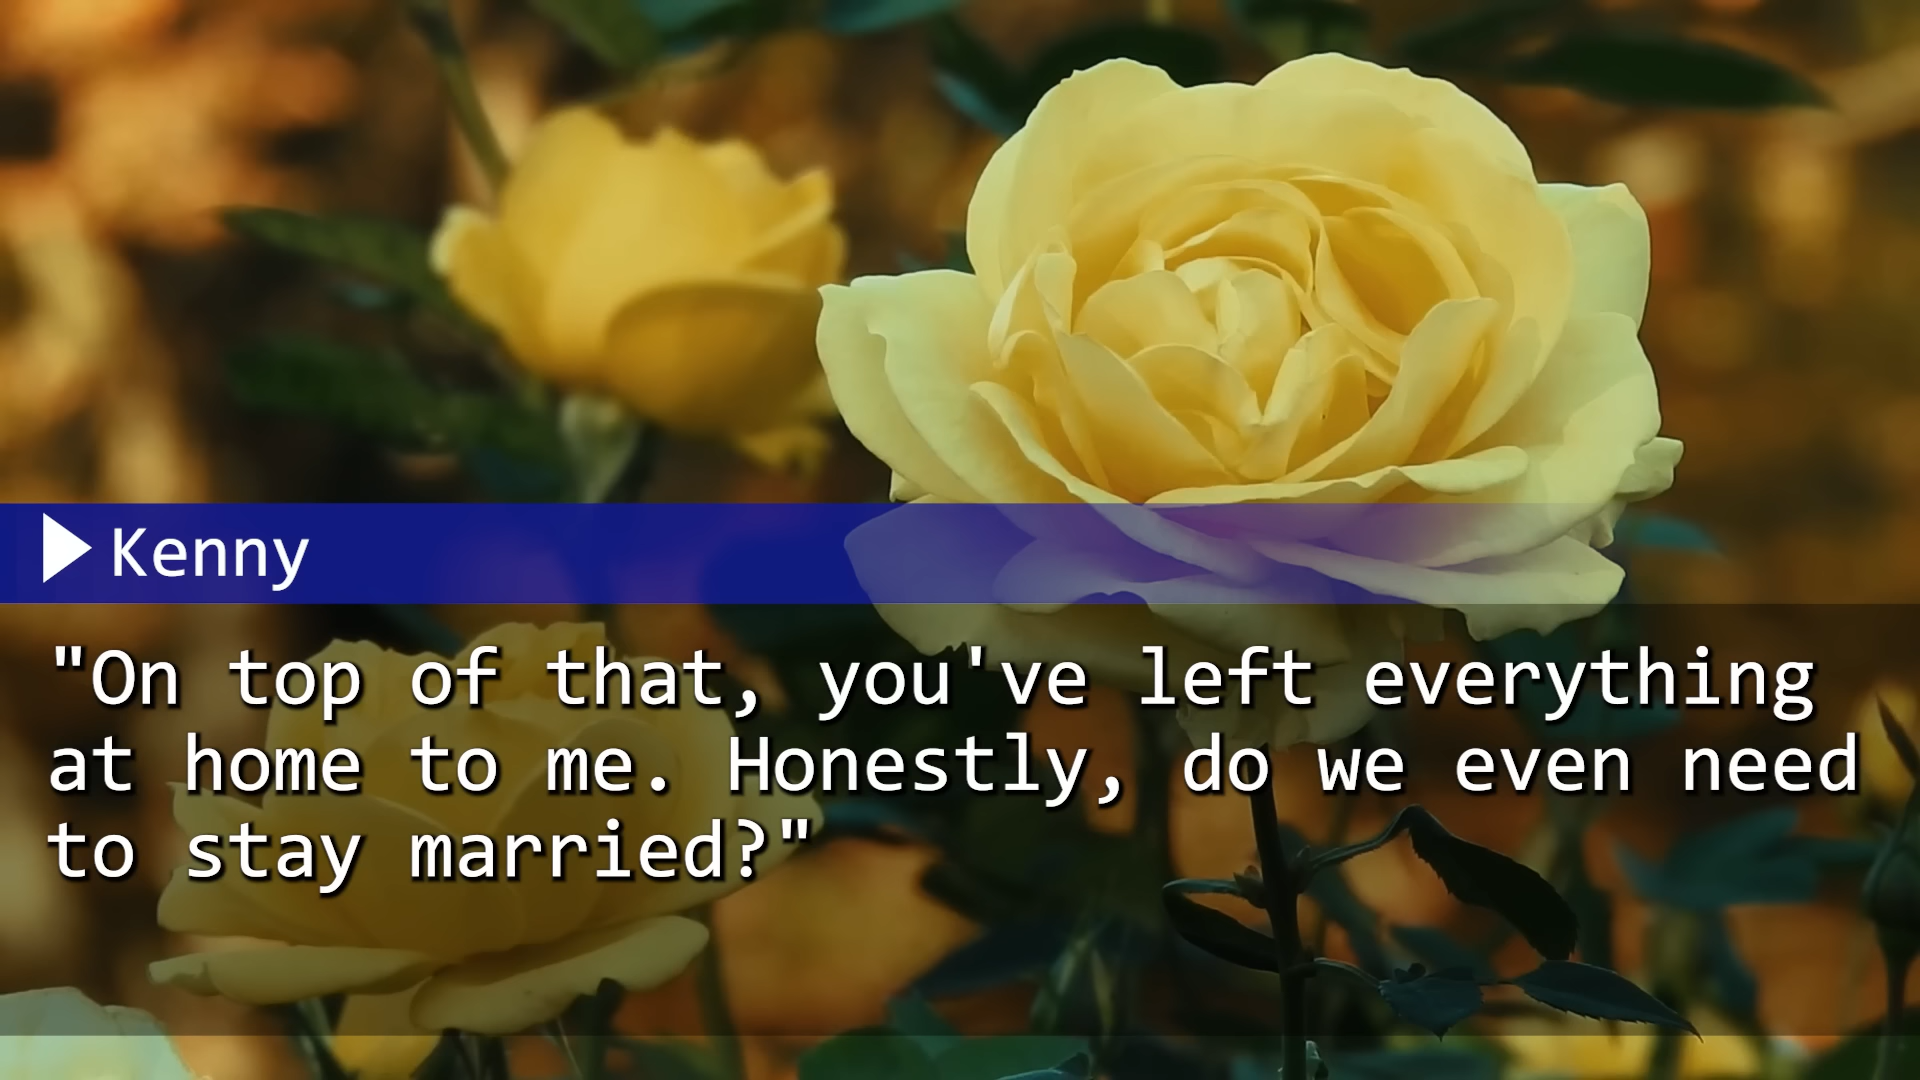 Kenny
"On top of that, you've left everything
at home to me. Honestly, do we even need
to stay married?"